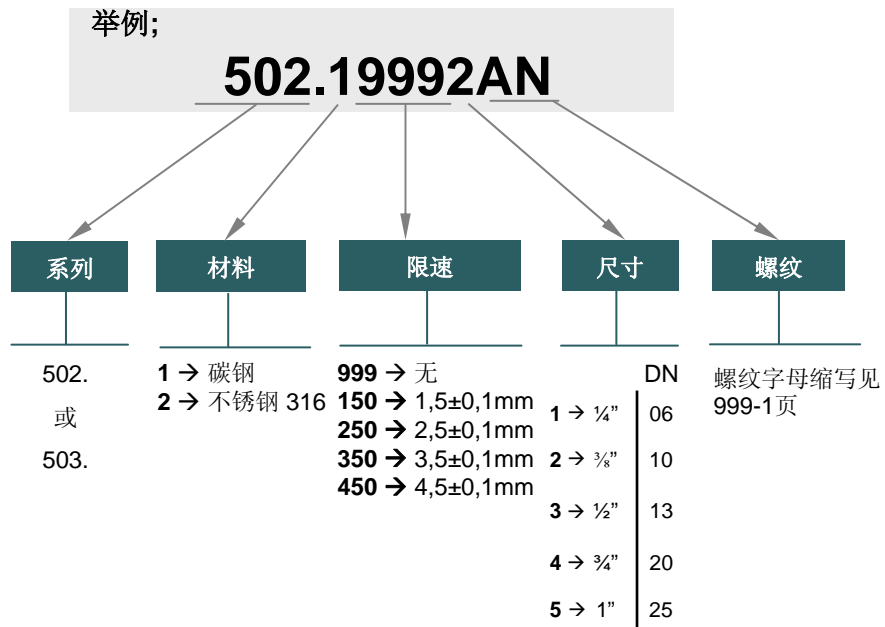 举例;
502.19992AN
系列
材料
限速
尺寸
螺纹
502.
或
503.
1 → 碳钢
2 → 不锈钢 316
999 → 无
150 → 1,5±0,1mm
250 → 2,5±0,1mm
350 → 3,5±0,1mm
450 → 4,5±0,1mm
DN
1 → ¼” 06
2 → ⅜” 10
3 → ½” 13
4 → ¾” 20
5 → 1” 25
螺纹字母缩写见
999-1页